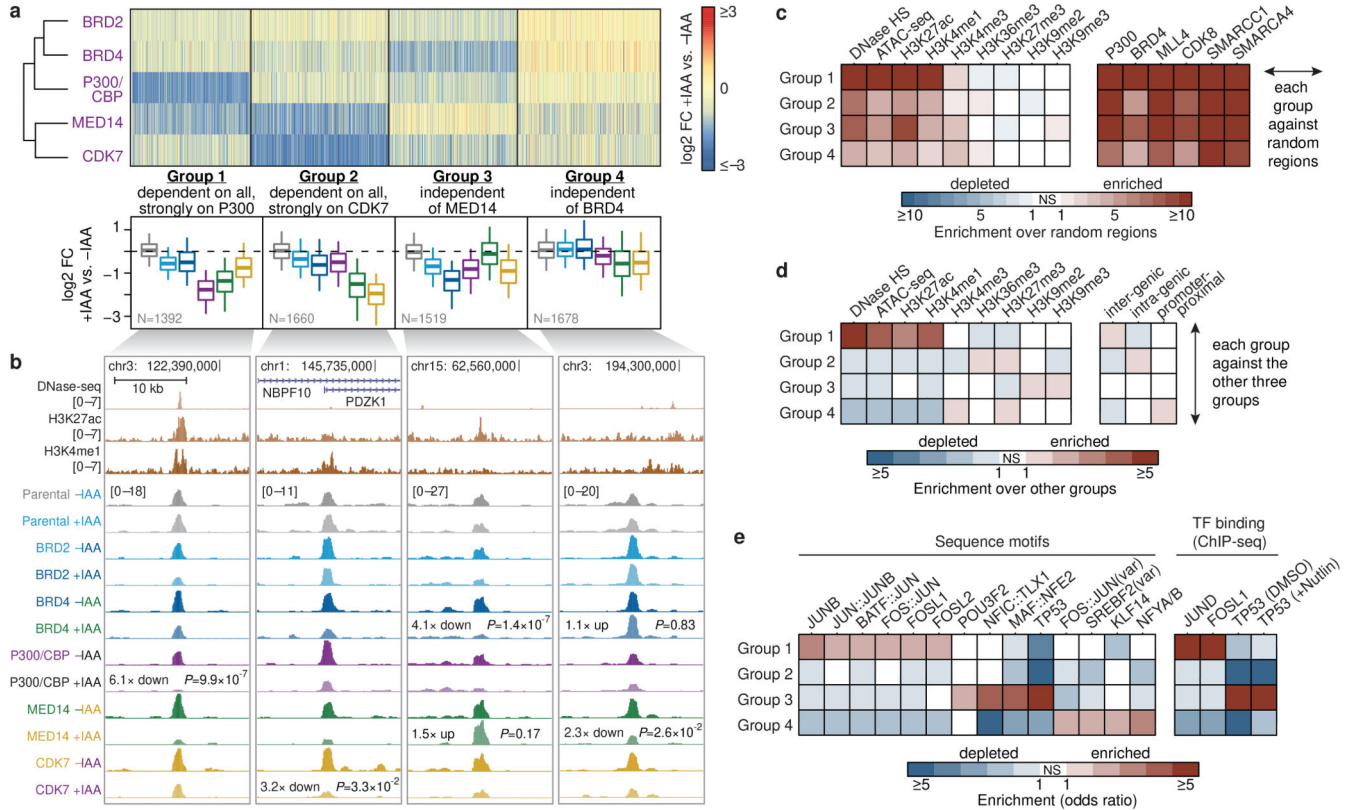 a
BRD2
BRD4
P300/
CBP
MED14
CDK7
≥3
0
≤−3
log2 FC +IAA vs. −IAA
Group 1
dependent on all,
strongly on P300
Group 2
dependent on all,
strongly on CDK7
Group 3
independent
of MED14
Group 4
independent
of BRD4
log2 FC
+IAA vs. −IAA
1
−1
−3
N=1392
N=1660
N=1519
N=1678
b
chr3: 122,390,000
10 kb
chr1: 145,735,000
NBPF10
PDZK1
chr15: 62,560,000
chr3: 194,300,000
DNase-seq
[0–7]
H3K27ac
[0–7]
H3K4me1
[0–7]
Parental −IAA
[0–18]
[0–11]
[0–27]
[0–20]
Parental +IAA
BRD2 −IAA
BRD2 +IAA
BRD4 −IAA
BRD4 +IAA
4.1× down P=1.4×10-7
1.1× up P=0.83
P300/CBP −IAA
P300/CBP +IAA
6.1× down P=9.9×10-7
MED14 −IAA
MED14 +IAA
1.5× up P=0.17
2.3× down P=2.6×10-2
CDK7 −IAA
CDK7 +IAA
3.2× down P=3.3×10-2
c
DNase HS
ATAC-seq
H3K27ac
H3K4me1
H3K4me3
H3K36me3
H3K27me3
H3K9me2
H3K9me3
P300
BRD4
MLL4
CDK8
SMARCC1
SMARCA4
Group 1
Group 2
Group 3
Group 4
each
group
against
random
regions
depleted
enriched
NS
≥10 5 1 1 5 ≥10
Enrichment over random regions
d
DNase HS
ATAC-seq
H3K27ac
H3K4me1
H3K4me3
H3K36me3
H3K27me3
H3K9me2
H3K9me3
inter-genic
intra-genic
promoter-
proximal
Group 1
Group 2
Group 3
Group 4
each group
against the
other three
groups
depleted
enriched
NS
≥5 1 1 ≥5
Enrichment over other groups
e
Sequence motifs
TF binding
(ChIP-seq)
JUNB
JUN::JUNB
BATF::JUN
FOS::JUN
FOSL1
FOSL2
POU3F2
NFIC::TLX1
MAF::NFE2
TP53
FOS::JUN(var)
SREBF2(var)
KLF14
NFYA/B
JUND
FOSL1
TP53 (DMSO)
TP53 (+Nutlin)
Group 1
Group 2
Group 3
Group 4
depleted
enriched
NS
≥5 1 1 ≥5
Enrichment (odds ratio)